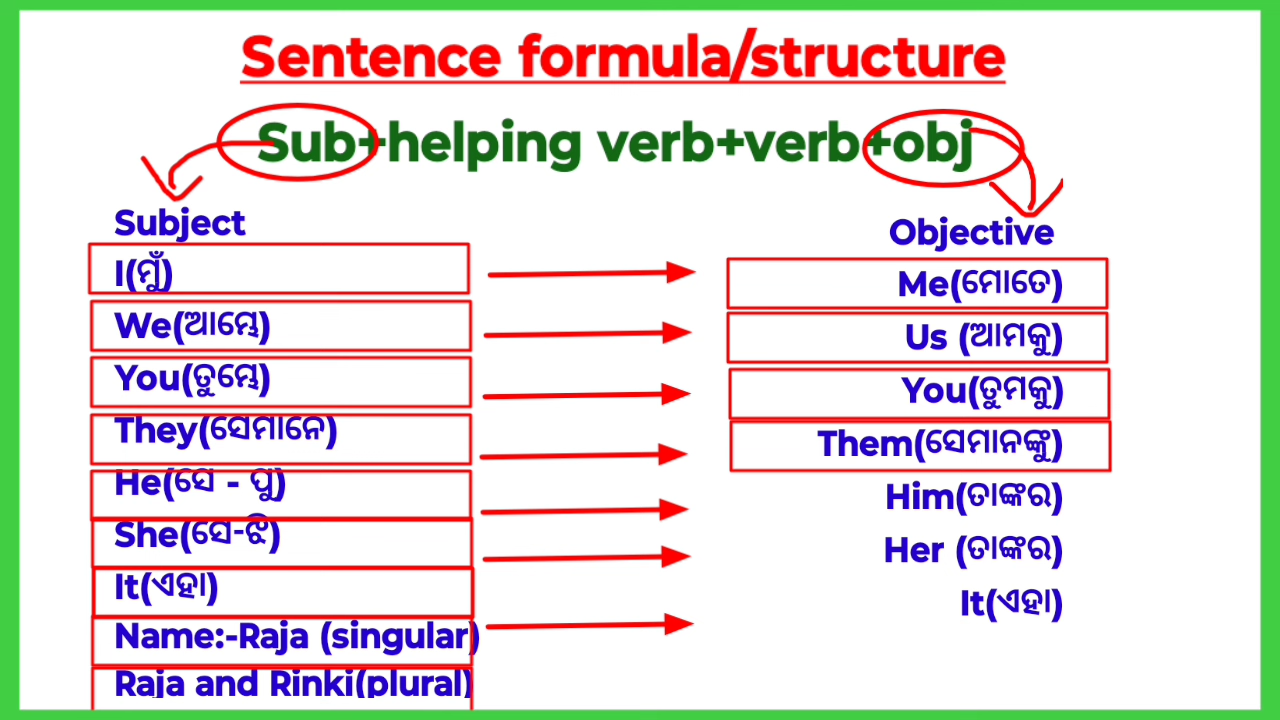 Sentence formula/structure
Sub+helping verb+verb+obj
Subject
I(ମୁଁ)
We(ଆମ୍ଭେ)
You(ତୁମ୍ଭେ)
They(ସେମାନେ)
He(ସେ - ପୁ)
She(ସେ-ଝି)
It(ଏହା)
Name:-Raja (singular)
Raja and Rinki(plural)
Objective
Me(ମୋତେ)
Us (ଆମକୁ)
You(ତୁମକୁ)
Them(ସେମାନଙ୍କୁ)
Him(ତାଙ୍କର)
Her (ତାଙ୍କର)
It(ଏହା)